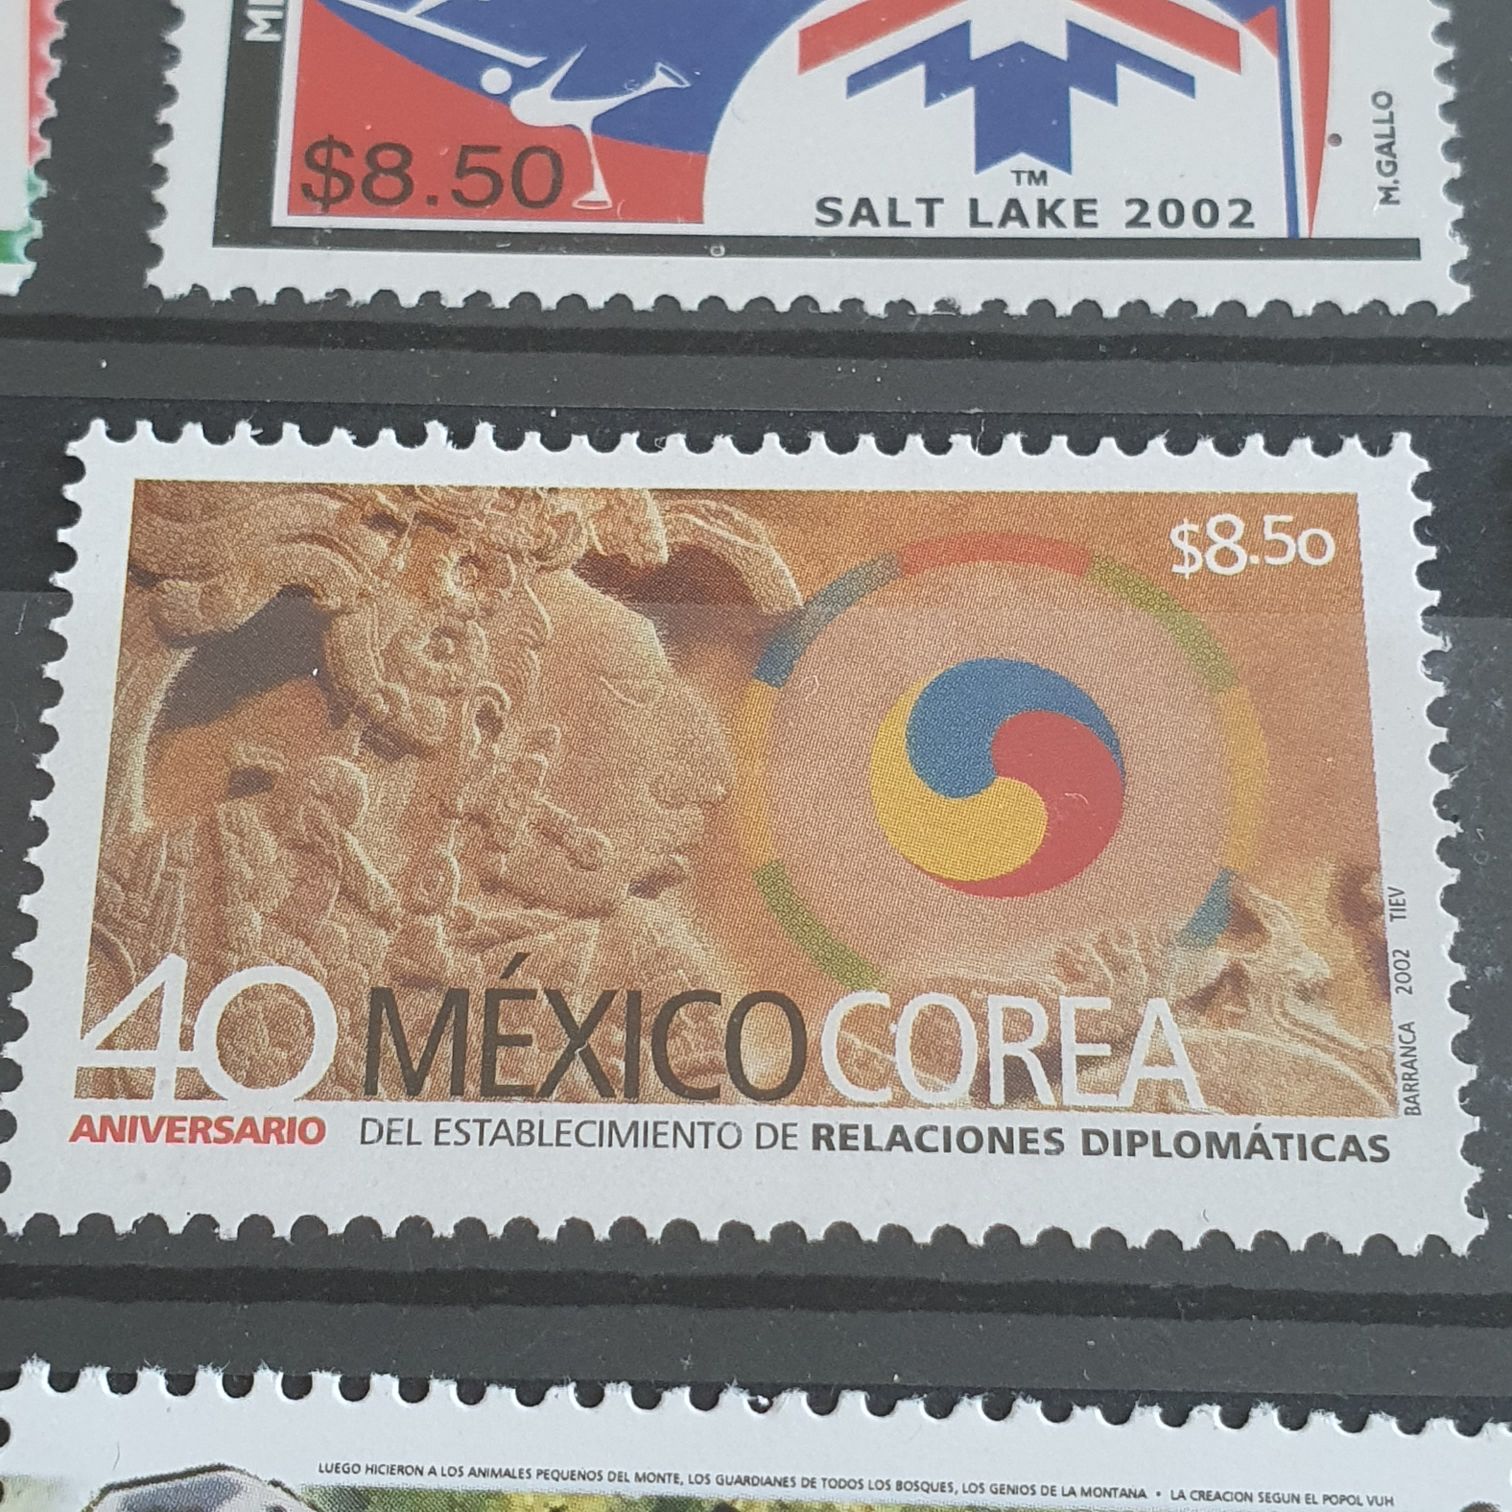 $8.50
TM
SALT LAKE 2002
M.GALLO
$8.50
40 MÉXICO COREA
ANIVERSARIO DEL ESTABLECIMIENTO DE RELACIONES DIPLOMÁTICAS
BARRANCA 2002 TIEV
LUEGO HICIERON A LOS ANIMALES PEQUEÑOS DEL MONTE, LOS GUARDIANES DE TODOS LOS BOSQUES, LOS GENIOS DE LA MONTANA • LA CREACION SEGUN EL POPOL VUH